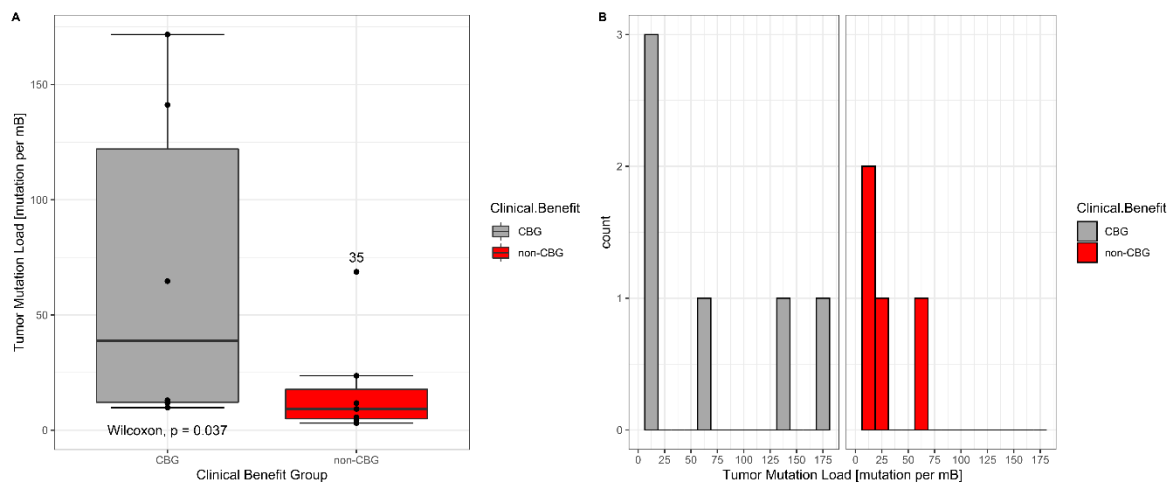 A
Tumor Mutation Load [mutation per mB]
150
100
50
0
35
Wilcoxon, p = 0.037
CBG
non-CBG
Clinical Benefit Group
Clinical.Benefit
CBG
non-CBG
B
count
3
2
1
0
0 25 50 75 100 125 150 175
0 25 50 75 100 125 150 175
Tumor Mutation Load [mutation per mB]
Clinical.Benefit
CBG
non-CBG